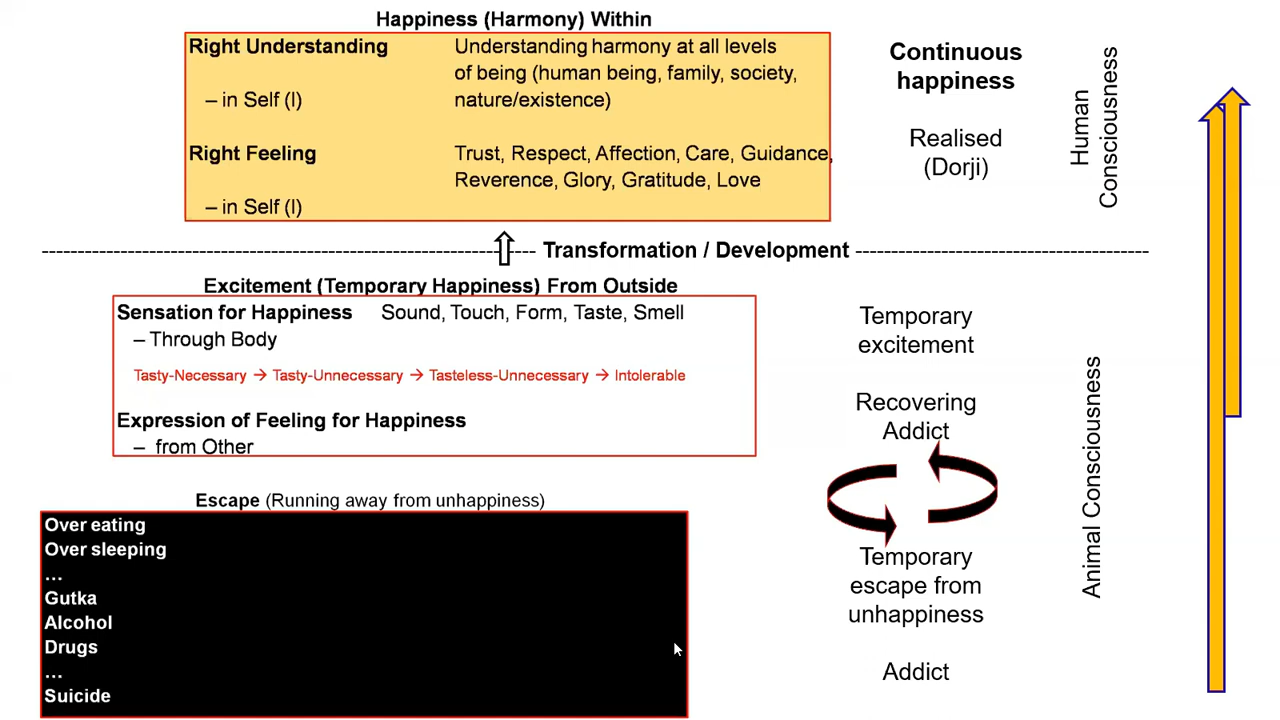 Happiness (Harmony) Within
Right Understanding
– in Self (I)
Understanding harmony at all levels
of being (human being, family, society,
nature/existence)
Right Feeling
– in Self (I)
Trust, Respect, Affection, Care, Guidance,
Reverence, Glory, Gratitude, Love
Continuous
happiness
Realised
(Dorji)
Human
Consciousness
Transformation / Development
Excitement (Temporary Happiness) From Outside
Sensation for Happiness Sound, Touch, Form, Taste, Smell
– Through Body
Tasty-Necessary → Tasty-Unnecessary → Tasteless-Unnecessary → Intolerable
Expression of Feeling for Happiness
– from Other
Temporary
excitement
Recovering
Addict
Animal Consciousness
Escape (Running away from unhappiness)
Over eating
Over sleeping
...
Gutka
Alcohol
Drugs
...
Suicide
Temporary
escape from
unhappiness
Addict